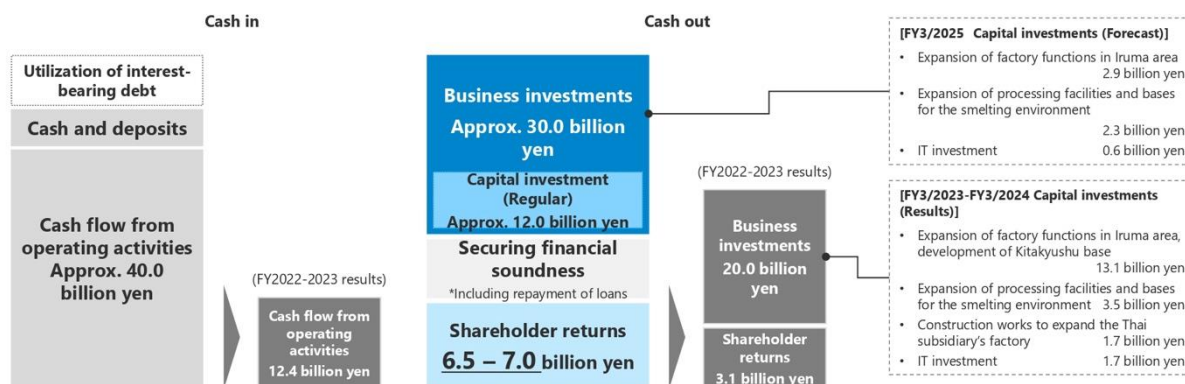 Cash in
Cash out
Utilization of interest-
bearing debt
Cash and deposits
Cash flow from
operating activities
Approx. 40.0
billion yen
(FY2022-2023 results)
Cash flow from
operating
activities
12.4 billion yen
Business investments
Approx. 30.0 billion
yen
Capital investment
(Regular)
Approx. 12.0 billion yen
Securing financial
soundness
*Including repayment of loans
Shareholder returns
6.5 – 7.0 billion yen
(FY2022-2023 results)
Business
investments
20.0 billion
yen
Shareholder
returns
3.1 billion yen
[FY3/2025 Capital investments (Forecast)]
• Expansion of factory functions in Iruma area
2.9 billion yen
• Expansion of processing facilities and bases
for the smelting environment
2.3 billion yen
• IT investment 0.6 billion yen
[FY3/2023-FY3/2024 Capital investments
(Results)]
• Expansion of factory functions in Iruma area,
development of Kitakyushu base
13.1 billion yen
• Expansion of processing facilities and bases
for the smelting environment 3.5 billion yen
• Construction works to expand the Thai
subsidiary's factory 1.7 billion yen
• IT investment 1.7 billion yen